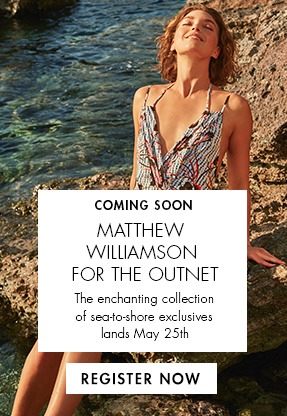 COMING SOON
MATTHEW
WILLIAMSON
FOR THE OUTNET
The enchanting collection
of sea-to-shore exclusives
lands May 25th
REGISTER NOW